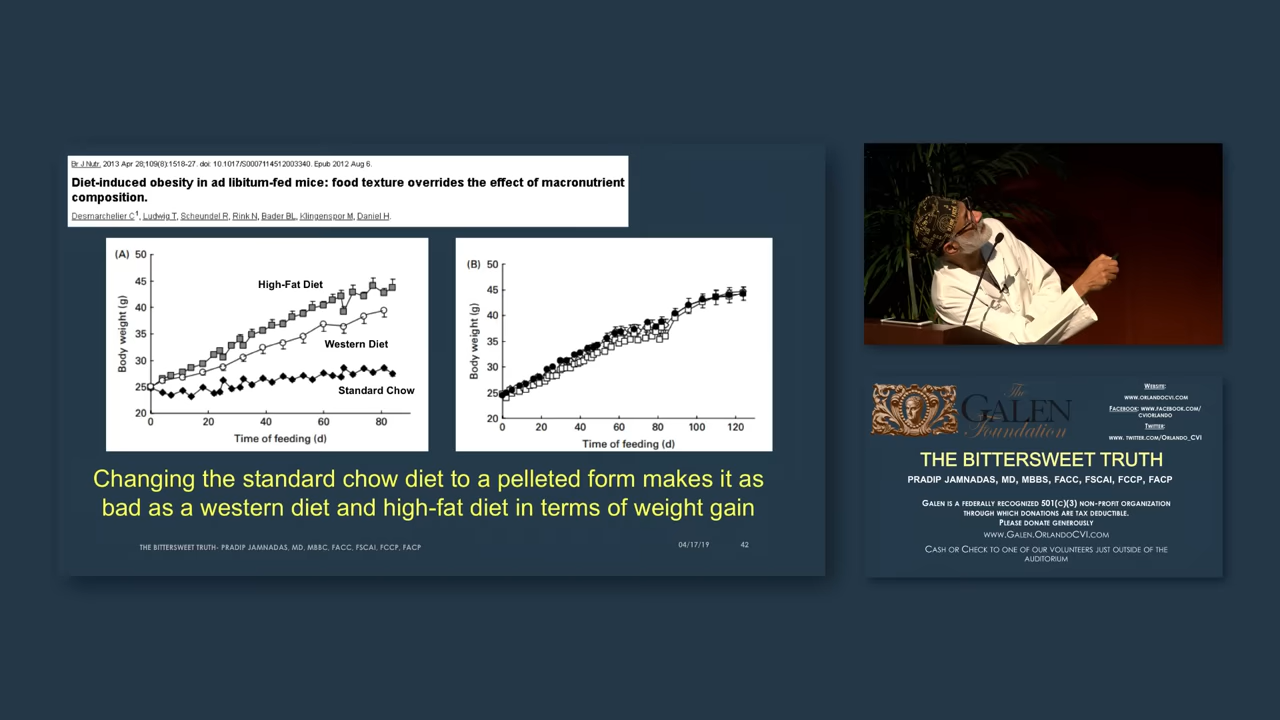 Br J Nutr. 2013 Apr 28;109(8):1518-27. doi: 10.1017/S0007114512003340. Epub 2012 Aug 6.
Diet-induced obesity in ad libitum-fed mice: food texture overrides the effect of macronutrient
composition.
Desmarchelier C1, Ludwig T, Scheundel R, Rink N, Bader BL, Klingenspor M, Daniel H.
(A)
50
45
40
35
30
25
20
Body weight (g)
High-Fat Diet
Western Diet
Standard Chow
0 20 40 60 80
Time of feeding (d)
(B)
50
45
40
35
30
25
20
Body weight (g)
0 20 40 60 80 100 120
Time of feeding (d)
Changing the standard chow diet to a pelleted form makes it as
bad as a western diet and high-fat diet in terms of weight gain
THE BITTERSWEET TRUTH- PRADIP JAMNADAS, MD, MBBC, FACC, FSCAI, FCCP, FACP
04/17/19 42
The
GALEN
Foundation
WEBSITE:
WWW.ORLANDOCVI.COM
FACEBOOK: WWW.FACEBOOK.COM/
CVIORLANDO
TWITTER:
WWW. TWITTER.COM/ORLANDO_CVI
THE BITTERSWEET TRUTH
PRADIP JAMNADAS, MD, MBBS, FACC, FSCAI, FCCP, FACP
GALEN IS A FEDERALLY RECOGNIZED 501(C)(3) NON-PROFIT ORGANIZATION
THROUGH WHICH DONATIONS ARE TAX DEDUCTIBLE.
PLEASE DONATE GENEROUSLY
WWW.GALEN.ORLANDOCVI.COM
CASH OR CHECK TO ONE OF OUR VOLUNTEERS JUST OUTSIDE OF THE
AUDITORIUM